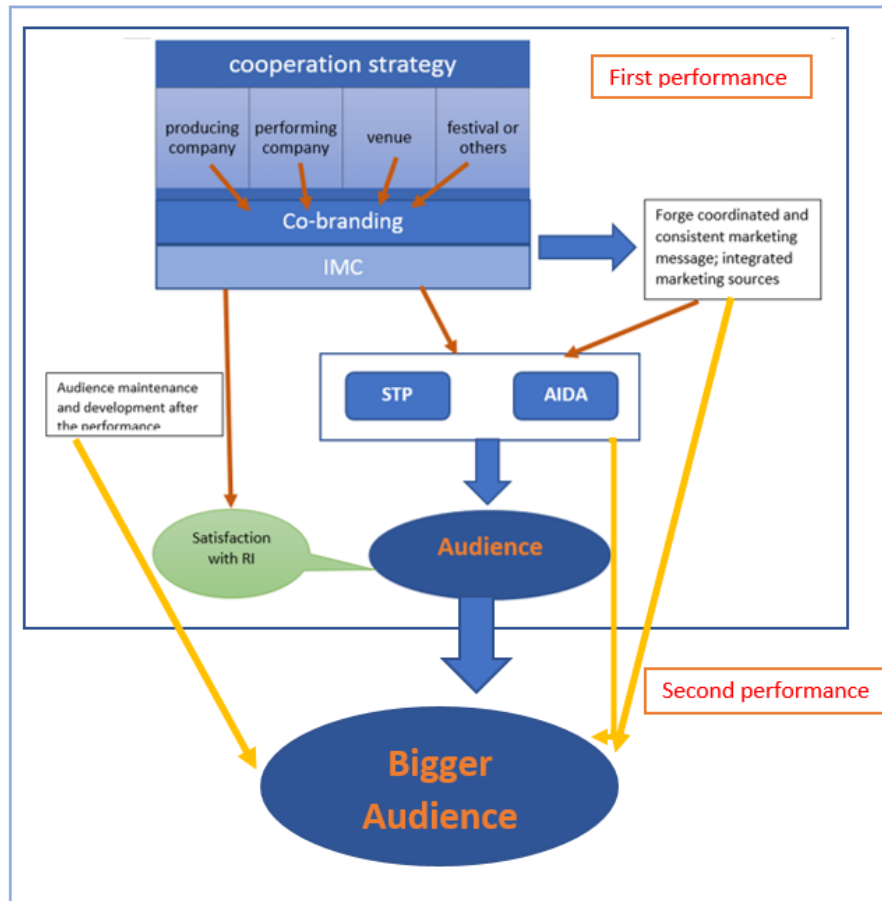 cooperation strategy
First performance
producing
company
performing
company
venue
festival or
others
Co-branding
IMC
Forge coordinated and
consistent marketing
message; integrated
marketing sources
Audience maintenance
and development after
the performance
STP
AIDA
Satisfaction
with RI
Audience
Second performance
Bigger
Audience